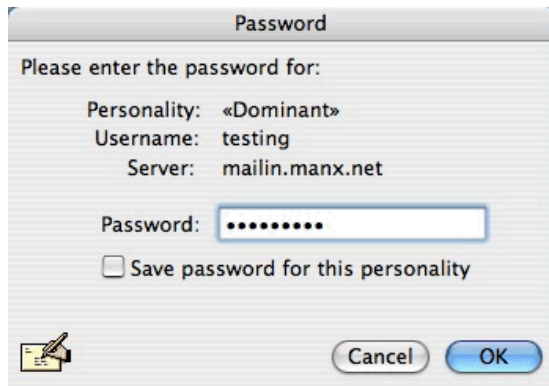 Password
Please enter the password for:
Personality: «Dominant»
Username: testing
Server: mailin.manx.net
Password: •••••••••
Save password for this personality
Cancel OK